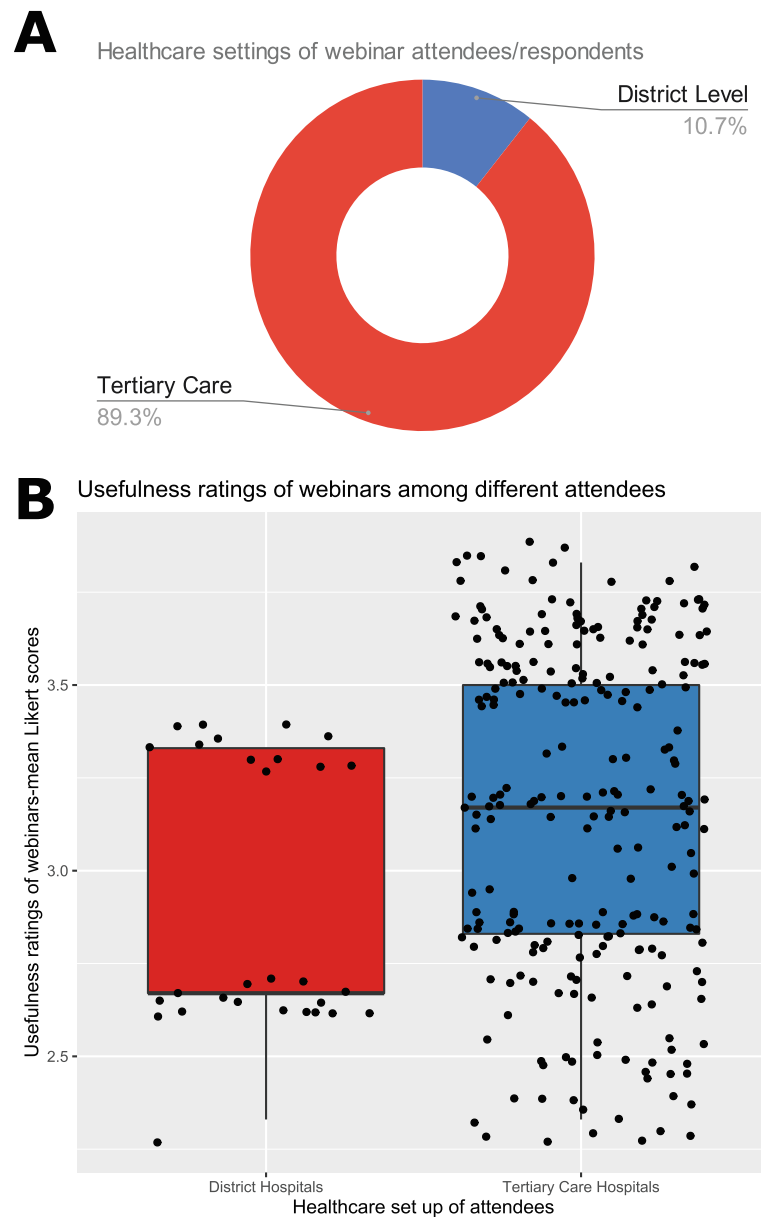 A
Healthcare settings of webinar attendees/respondents
District Level
10.7%
Tertiary Care
89.3%
B
Usefulness ratings of webinars among different attendees
Usefulness ratings of webinars-mean Likert scores
3.5
3.0
2.5
District Hospitals
Tertiary Care Hospitals
Healthcare set up of attendees